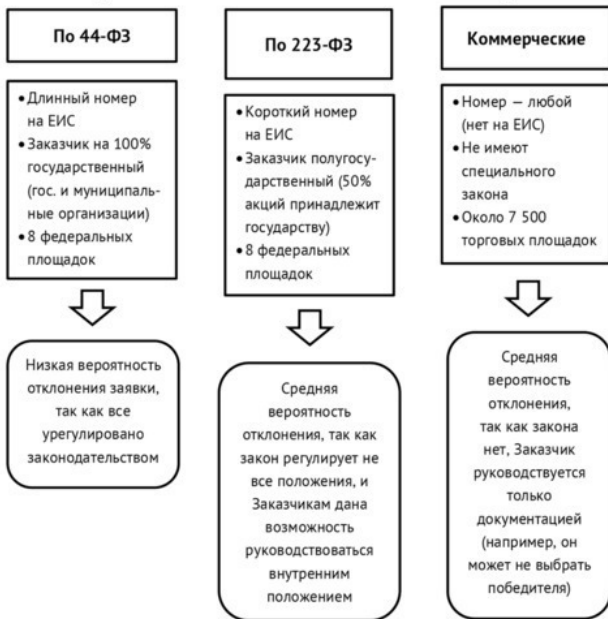 По 44-ФЗ
• Длинный номер
на ЕИС
• Заказчик на 100%
государственный
(гос. и муниципаль-
ные организации)
• 8 федеральных
площадок
Низкая вероятность
отклонения заявки,
так как все
урегулировано
законодательством
По 223-ФЗ
• Короткий номер
на ЕИС
• Заказчик полугосу-
дарственный (50%
акций принадлежит
государству)
• 8 федеральных
площадок
Средняя
вероятность
отклонения, так как
закон регулирует не
все положения, и
Заказчикам дана
возможность
руководствоваться
внутренним
положением
Коммерческие
• Номер — любой
(нет на ЕИС)
• Не имеют
специального
закона
• Около 7 500
торговых площадок
Средняя
вероятность
отклонения,
так как закона
нет, Заказчик
руководствуется
только
документацией
(например, он
может не выбрать
победителя)